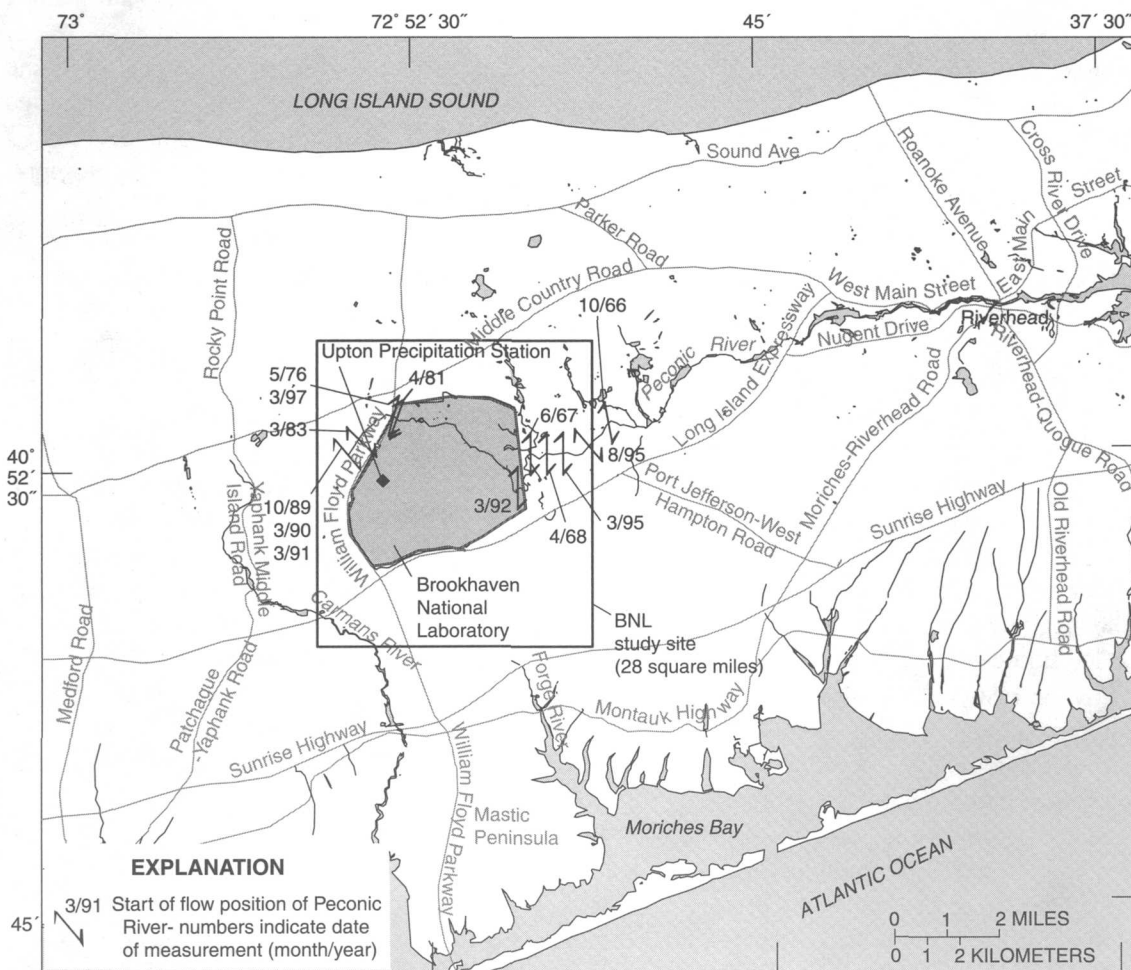 73°
72° 52′ 30″
45′
37′ 30″
LONG ISLAND SOUND
Sound Ave
Roanoke Avenue
Cross River Drive
East Main
Street
Parker Road
Rocky Point Road
Middle Country Road
West Main Street
10/66
Riverhead
Nugent Drive
Peconic
River
Long Island Expressway
Upton Precipitation Station
5/76
3/97
4/81
3/83
6/67
8/95
Moriches-Riverhead Road
Riverhead-Quogue Road
40°
52′
30″
William Floyd Parkway
10/89
3/90
3/91
3/92
4/68
3/95
Port Jefferson-West
Hampton Road
Sunrise Highway
Old Riverhead Road
Yaphank Middle
Island Road
Brookhaven
National
Laboratory
Carmans River
BNL
study site
(28 square miles)
Medford Road
Patchague
-Yaphank Road
Forge River
Montauk Highway
Sunrise Highway
William Floyd Parkway
Mastic
Peninsula
Moriches Bay
ATLANTIC OCEAN
EXPLANATION
3/91 Start of flow position of Peconic
River- numbers indicate date
of measurement (month/year)
45′
0 1 2 MILES
0 1 2 KILOMETERS